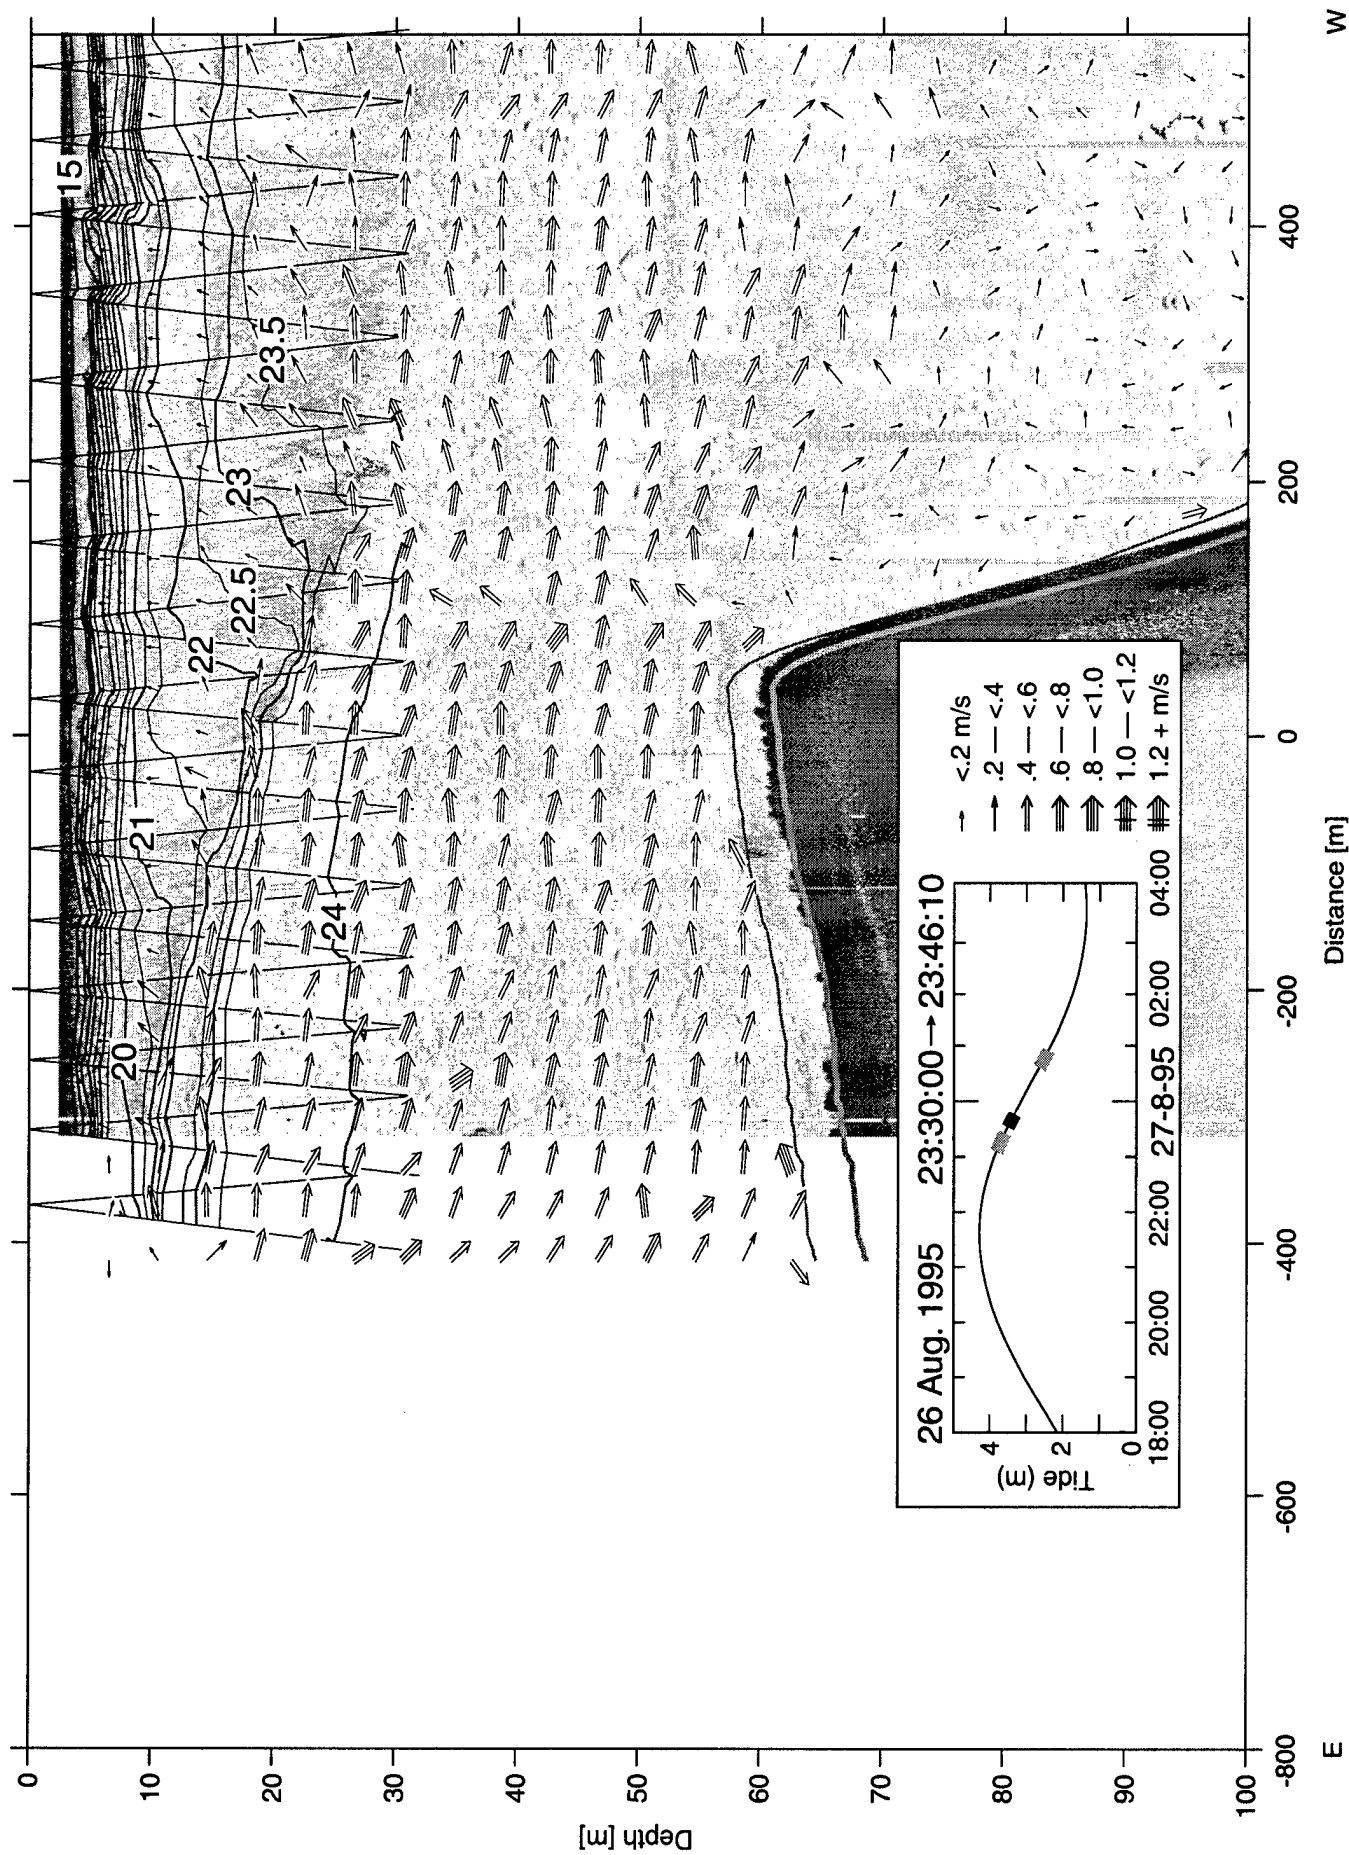 0
10
20
30
40
50
60
70
80
90
100
Depth [m]
-800
-600
-400
-200
0
200
400
E
Distance [m]
W
15
20
21
22
22.5
23
23.5
24
26 Aug. 1995 23:30:00→23:46:10
4
2
0
Tide (m)
18:00 20:00 22:00 27-8-95 02:00 04:00
<.2 m/s
.2 — <.4
.4 — <.6
.6 — <.8
.8 — <1.0
1.0 — <1.2
1.2 + m/s